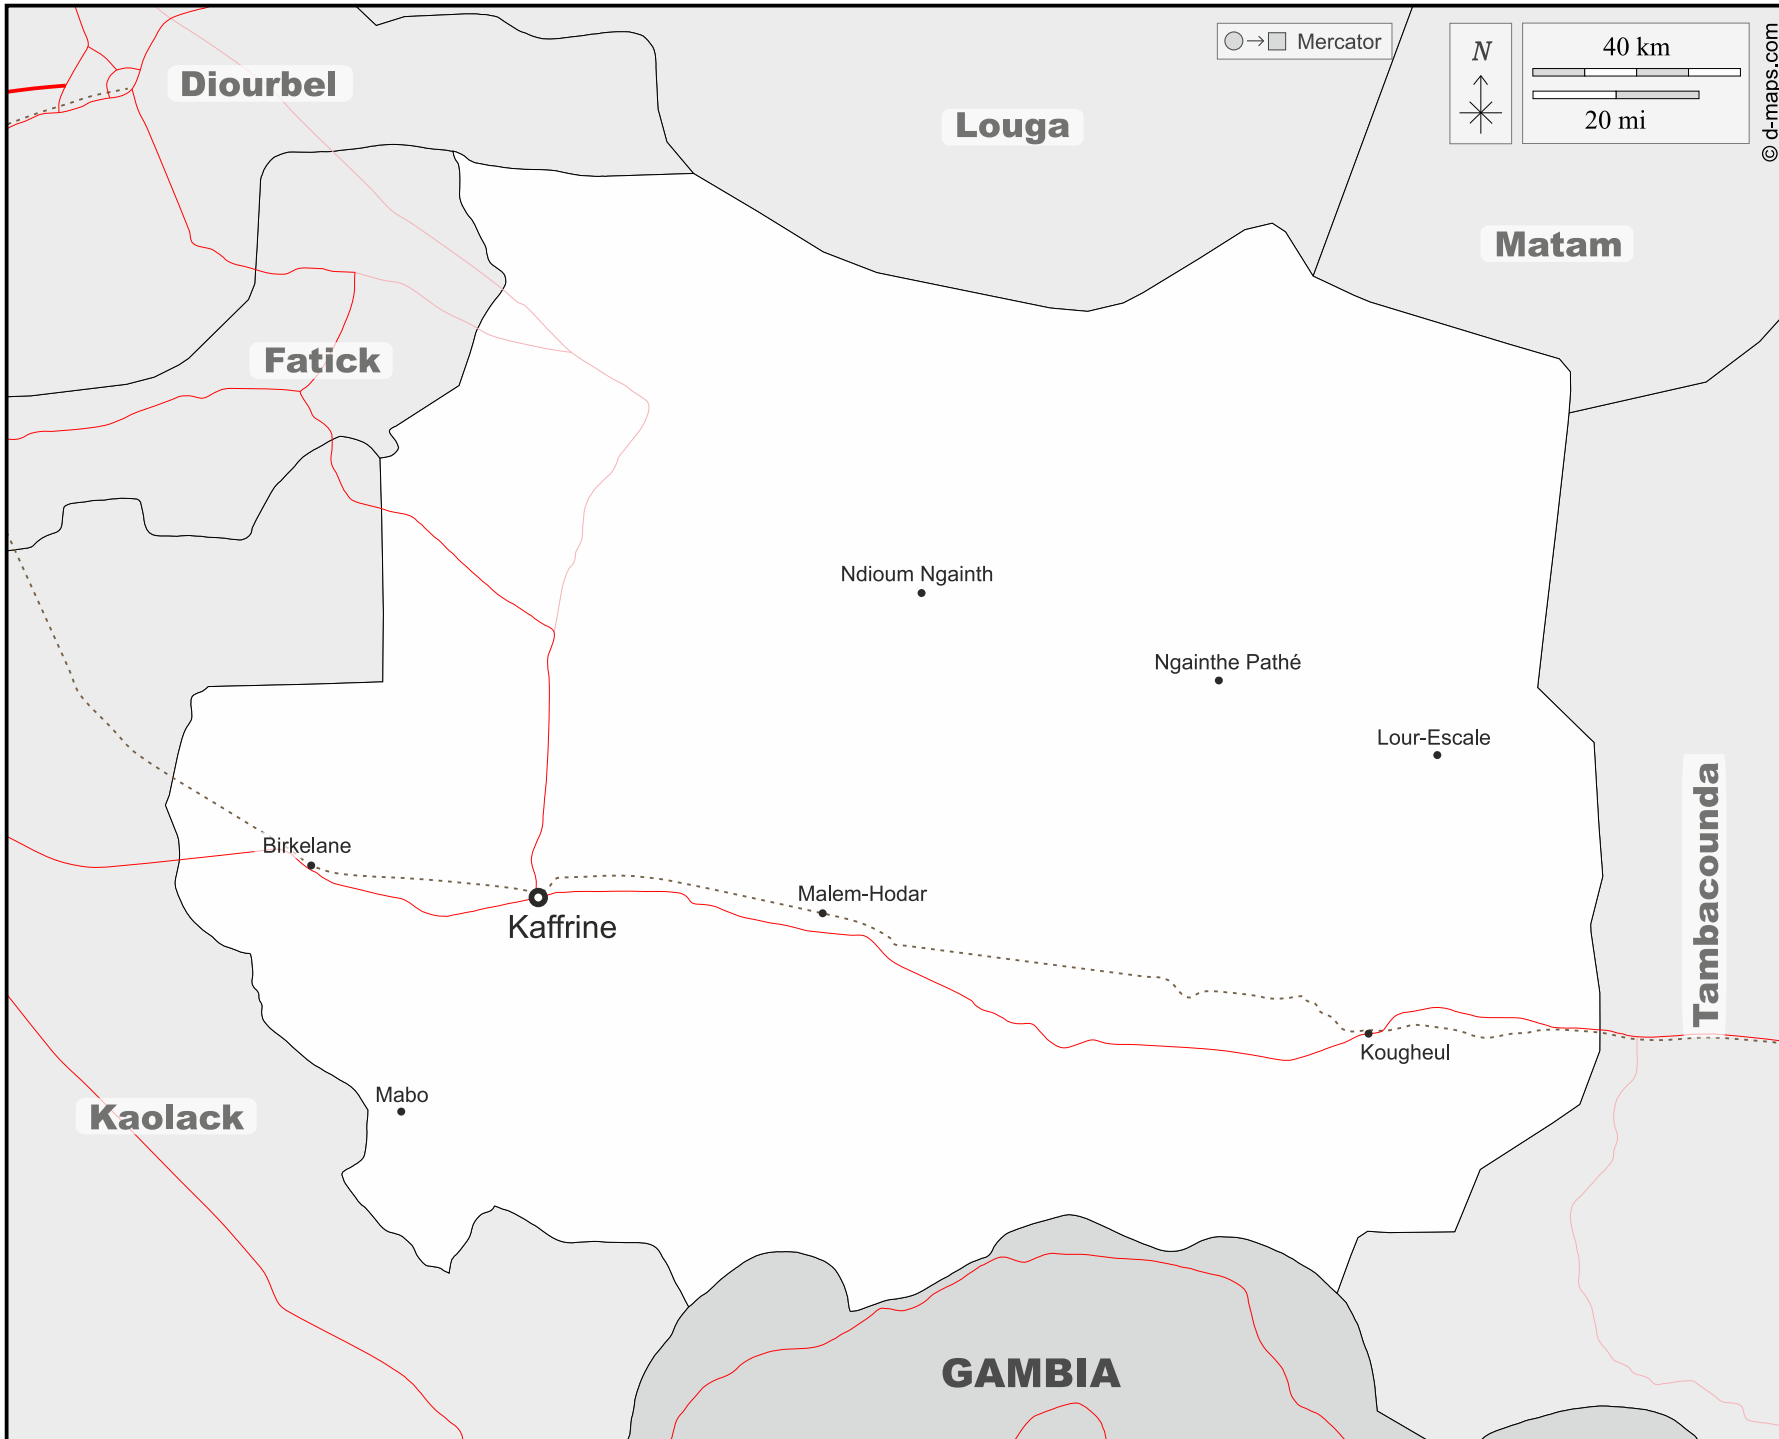 Mercator
N
40 km
20 mi
© d-maps.com
Diourbel
Louga
Matam
Fatick
Ndioum Ngainth
Ngainthe Pathé
Lour-Escale
Tambacounda
Birkelane
Malem-Hodar
Kaffrine
Kougheul
Mabo
Kaolack
GAMBIA